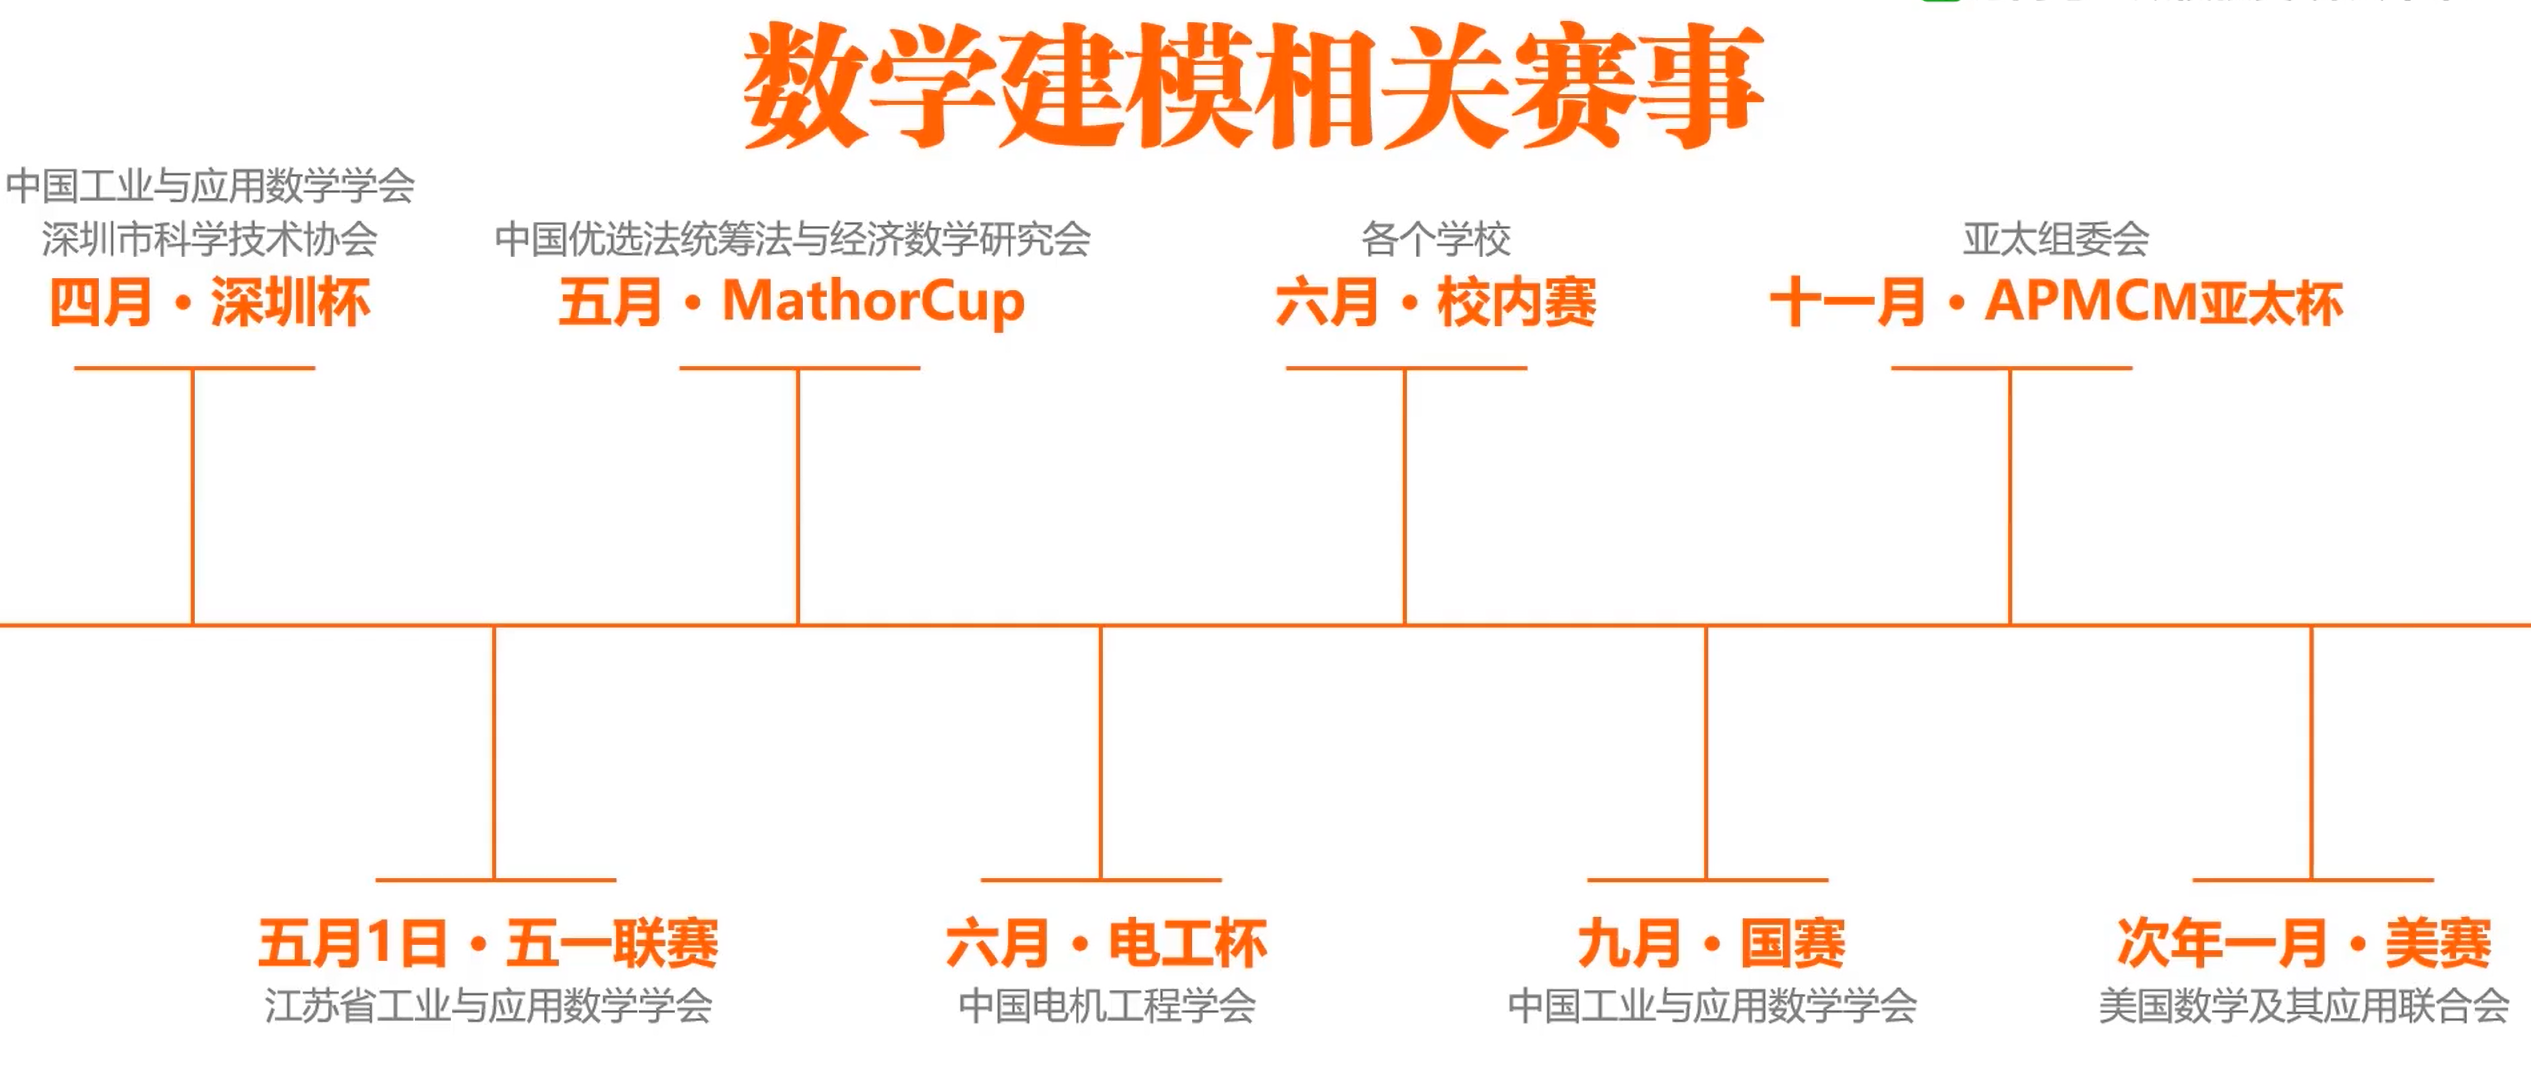 数学建模相关赛事
中国工业与应用数学学会
深圳市科学技术协会
四月·深圳杯
中国优选法统筹法与经济数学研究会
五月·MathorCup
各个学校
六月·校内赛
亚太组委会
十一月·APMCM亚太杯
五月1日·五一联赛
江苏省工业与应用数学学会
六月·电工杯
中国电机工程学会
九月·国赛
中国工业与应用数学学会
次年一月·美赛
美国数学及其应用联合会